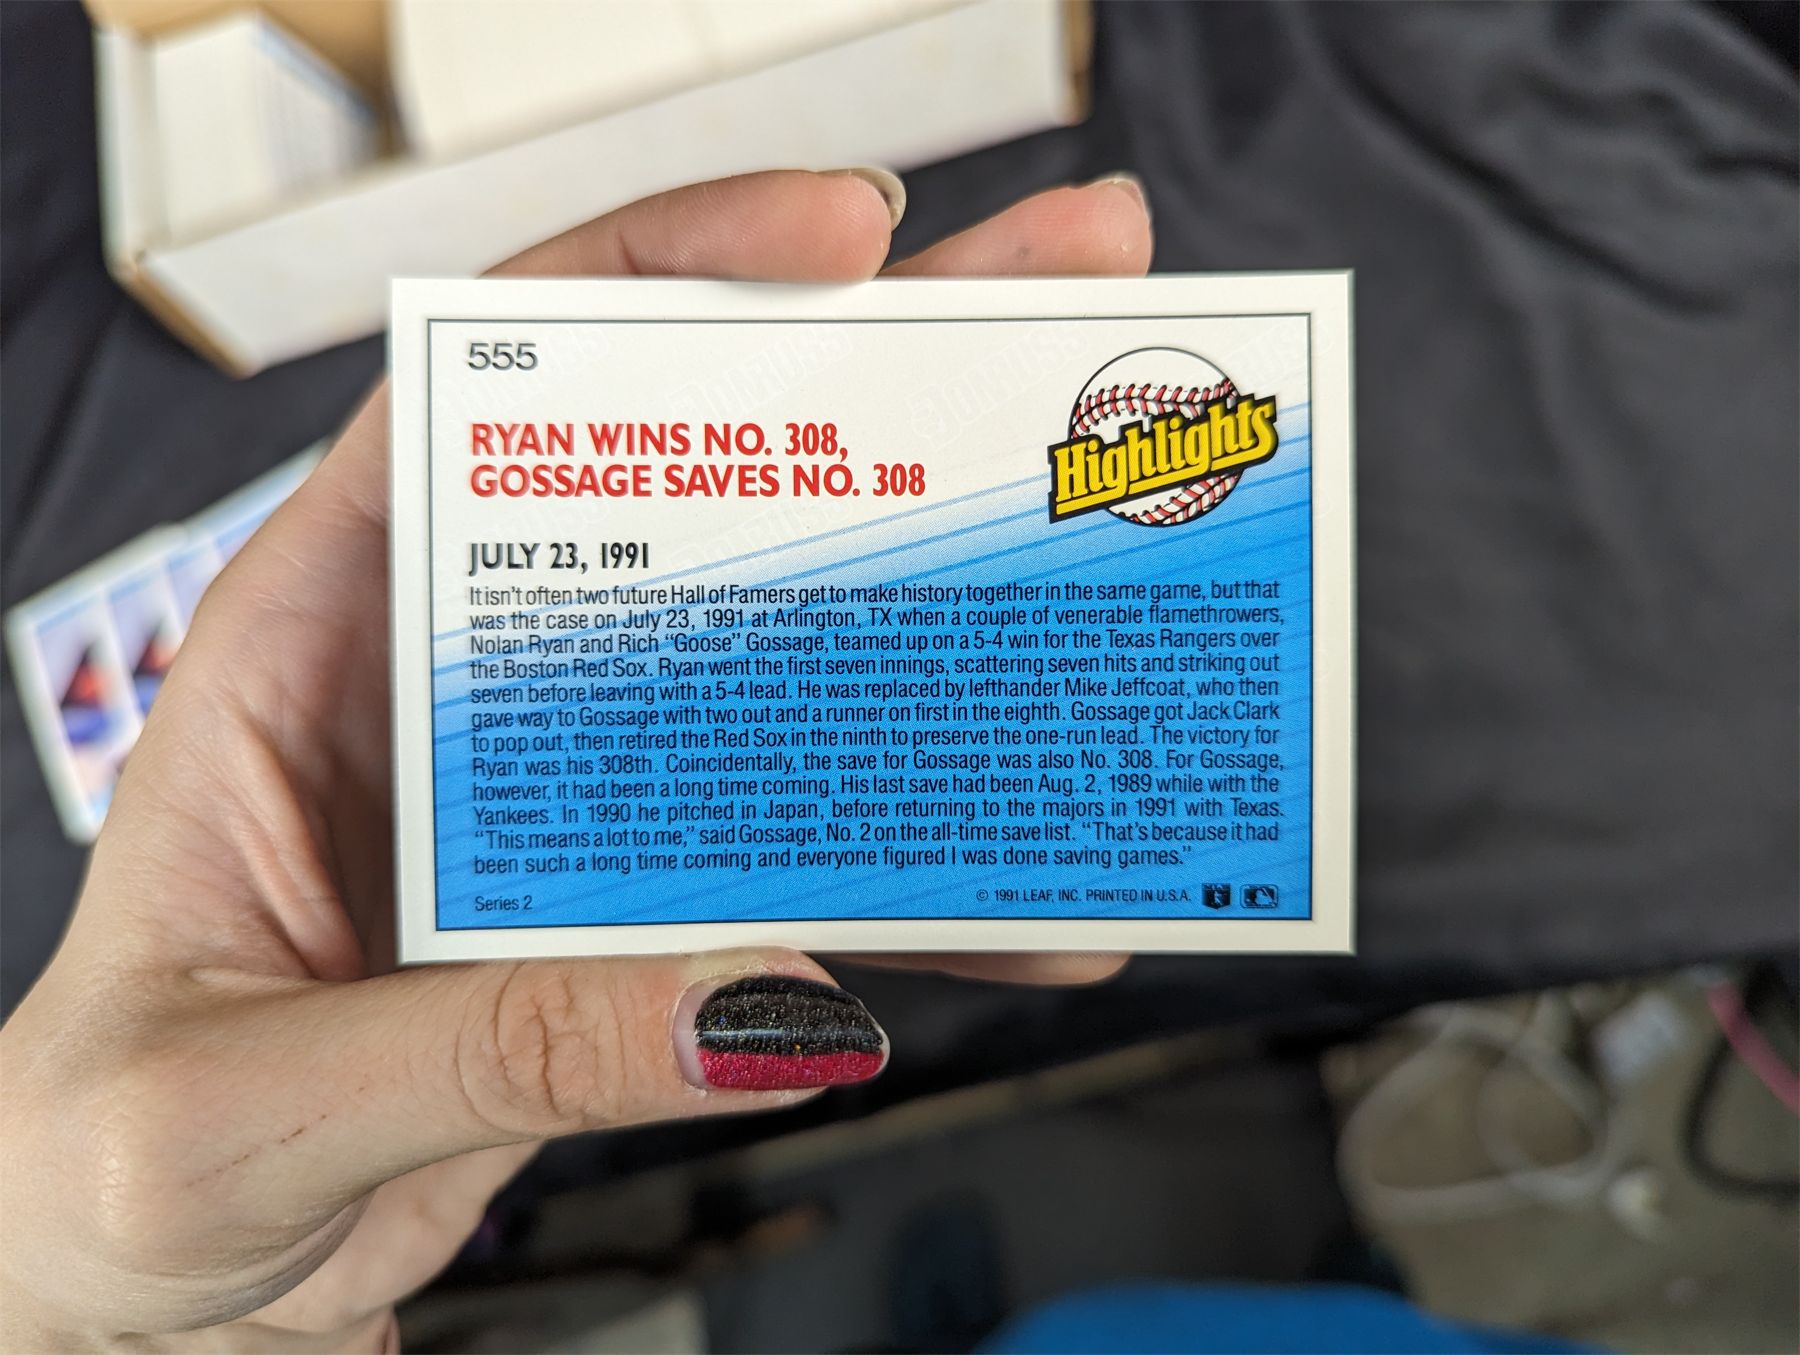 555
Highlights
RYAN WINS NO. 308,
GOSSAGE SAVES NO. 308
JULY 23, 1991
It isn't often two future Hall of Famers get to make history together in the same game, but that
was the case on July 23, 1991 at Arlington, TX when a couple of venerable flamethrowers,
Nolan Ryan and Rich "Goose" Gossage, teamed up on a 5-4 win for the Texas Rangers over
the Boston Red Sox. Ryan went the first seven innings, scattering seven hits and striking out
seven before leaving with a 5-4 lead. He was replaced by lefthander Mike Jeffcoat, who then
gave way to Gossage with two out and a runner on first in the eighth. Gossage got Jack Clark
to pop out, then retired the Red Sox in the ninth to preserve the one-run lead. The victory for
Ryan was his 308th. Coincidentally, the save for Gossage was also No. 308. For Gossage,
however, it had been a long time coming. His last save had been Aug. 2, 1989 while with the
Yankees. In 1990 he pitched in Japan, before returning to the majors in 1991 with Texas.
"This means a lot to me," said Gossage, No. 2 on the all-time save list. "That's because it had
been such a long time coming and everyone figured I was done saving games."
Series 2
© 1991 LEAF, INC. PRINTED IN U.S.A.